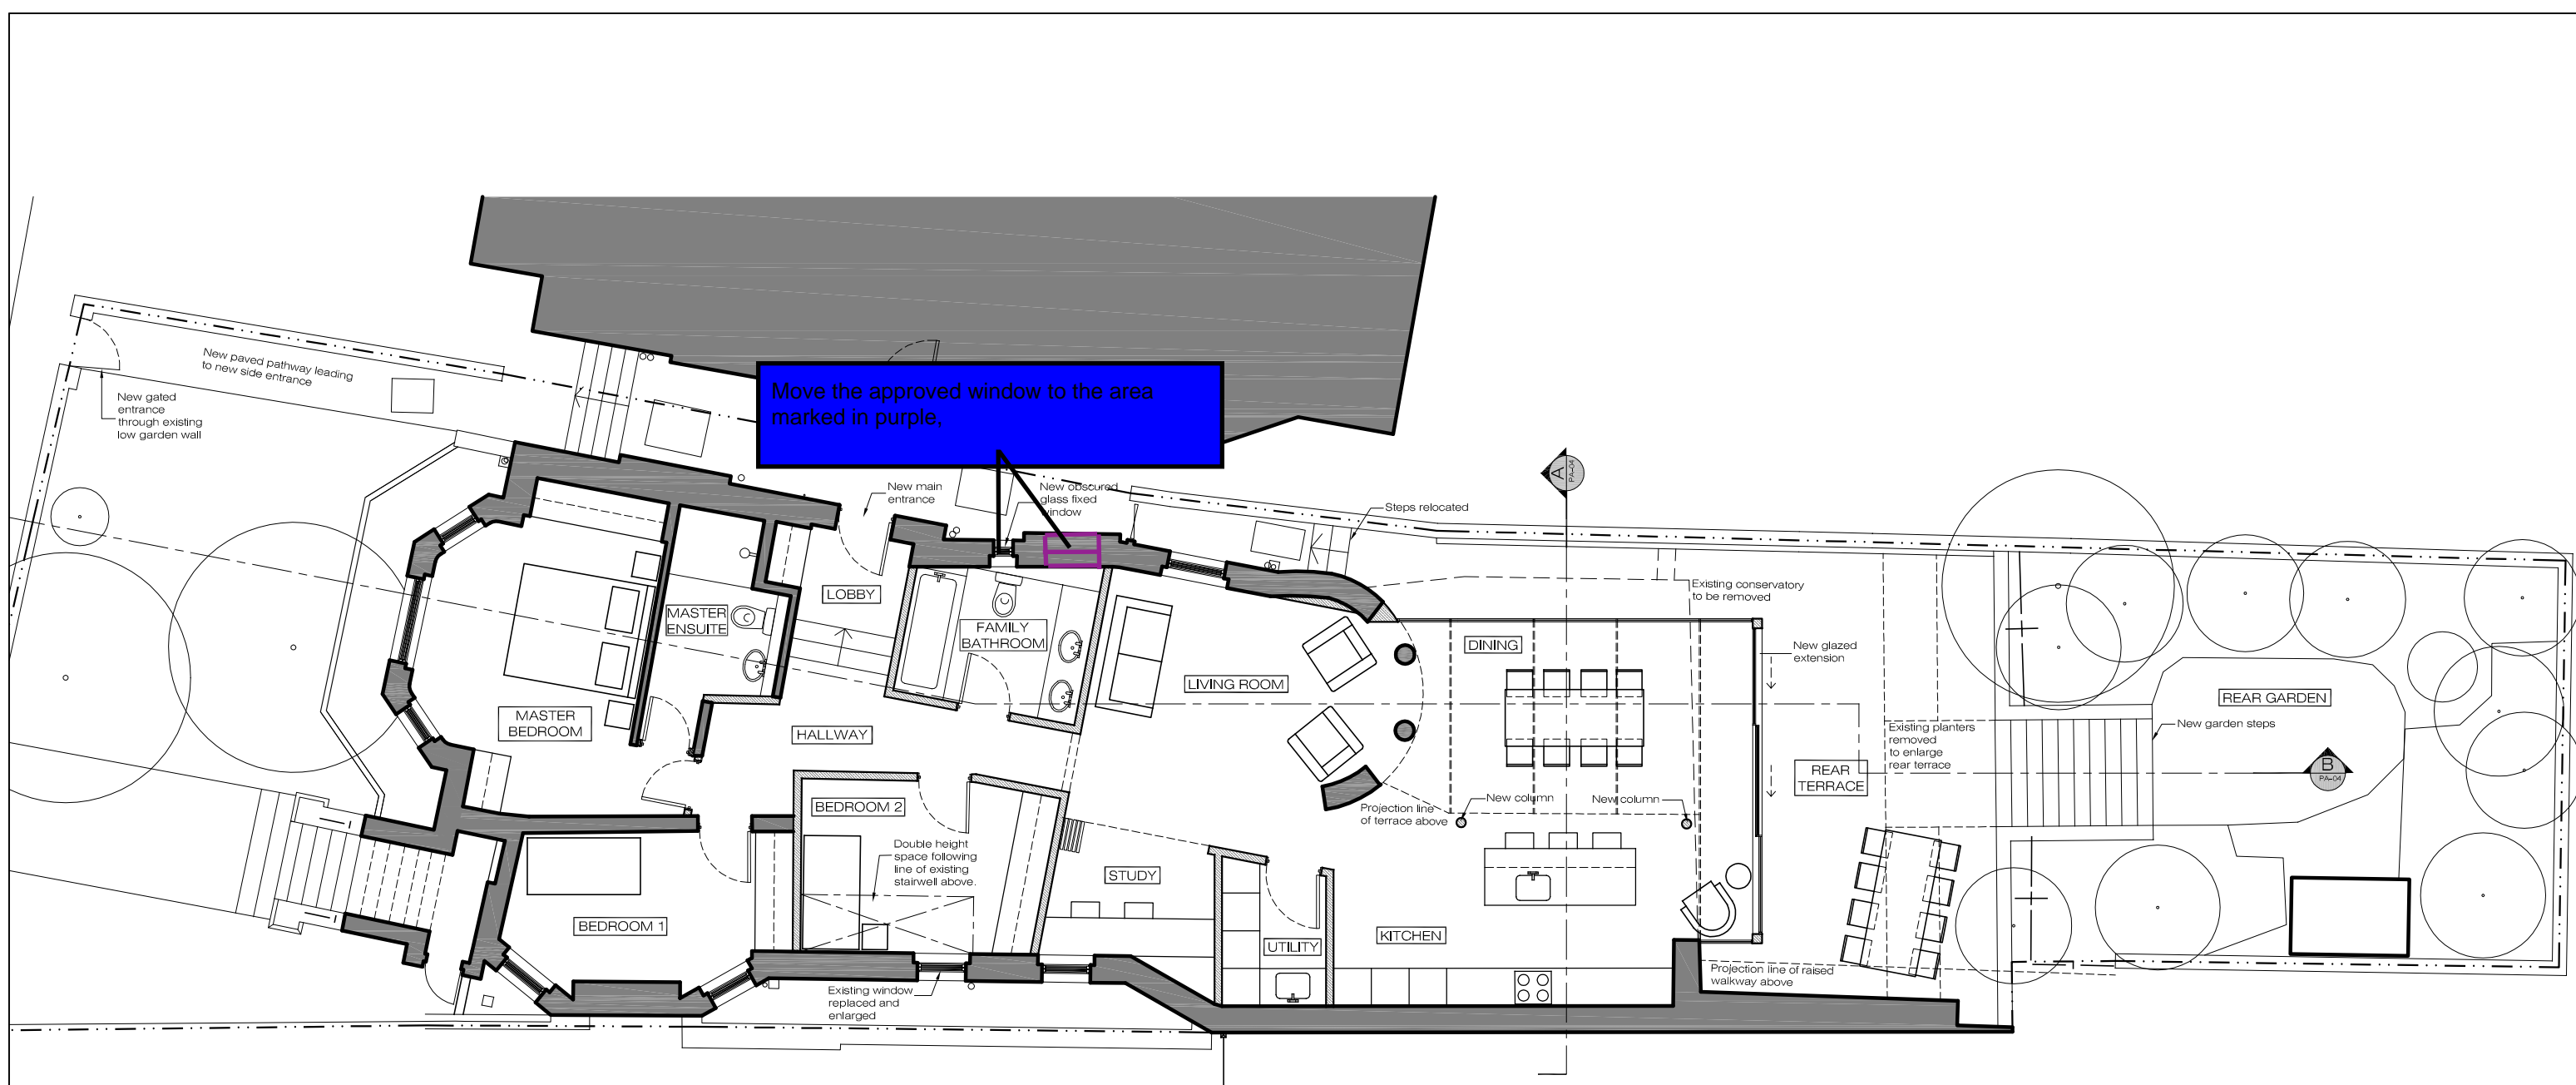 Move the approved window to the area
marked in purple,
New paved pathway leading
to new side entrance
New gated
entrance
through existing
low garden wall
New main
entrance
New obscured
glass fixed
window
Steps relocated
A
PA-04
Existing conservatory
to be removed
LOBBY
MASTER
ENSUITE
FAMILY
BATHROOM
DINING
New glazed
extension
LIVING ROOM
REAR GARDEN
MASTER
BEDROOM
HALLWAY
New garden steps
Existing planters
removed
to enlarge
rear terrace
REAR
TERRACE
B
PA-04
BEDROOM 2
Projection line
of terrace above
New column
New column
Double height
space following
line of existing
stairwell above.
STUDY
BEDROOM 1
UTILITY
KITCHEN
Projection line of raised
walkway above
Existing window
replaced and
enlarged